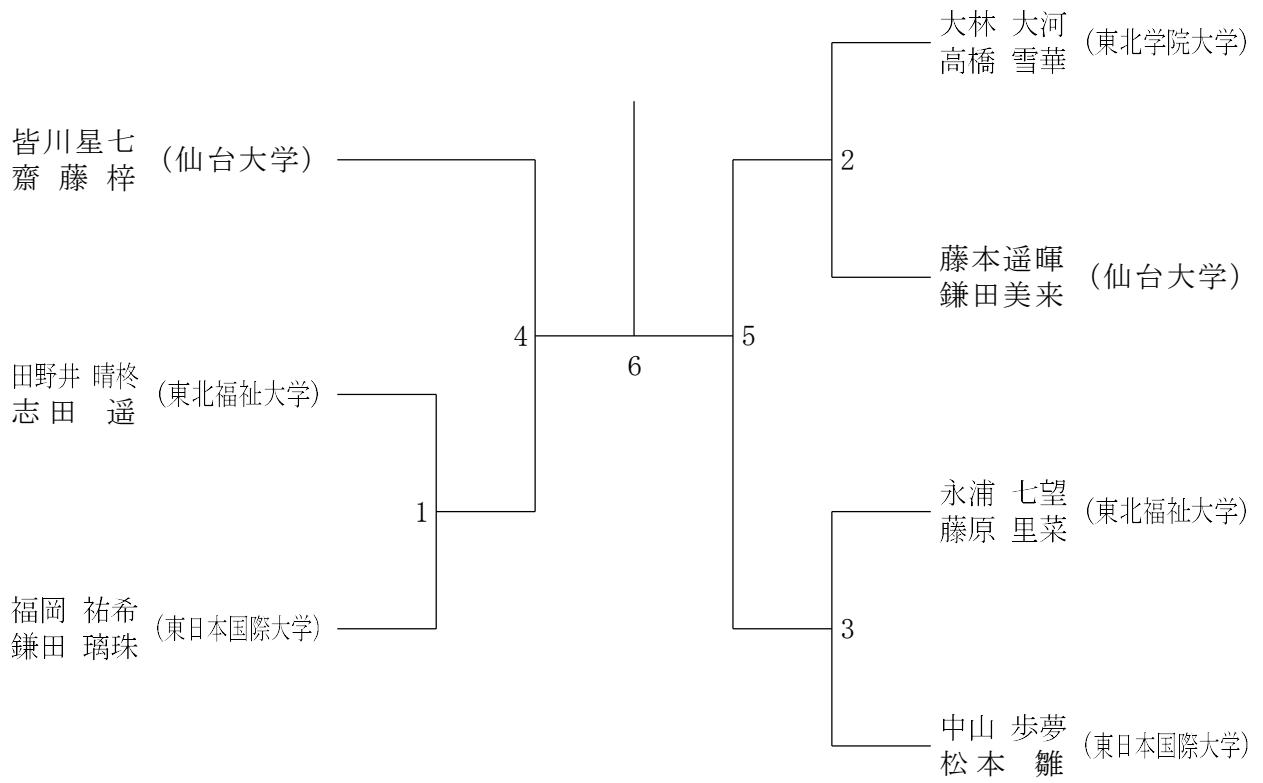 皆川星七
齋藤梓
(仙台大学)
田野井 晴柊
志田 遥
(東北福祉大学)
福岡 祐希
鎌田 璃珠
(東日本国際大学)
1
4
6
5
2
3
大林 大河
高橋 雪華
(東北学院大学)
藤本遥暉
鎌田美来
(仙台大学)
永浦 七望
藤原 里菜
(東北福祉大学)
中山 歩夢
松本 雛
(東日本国際大学)